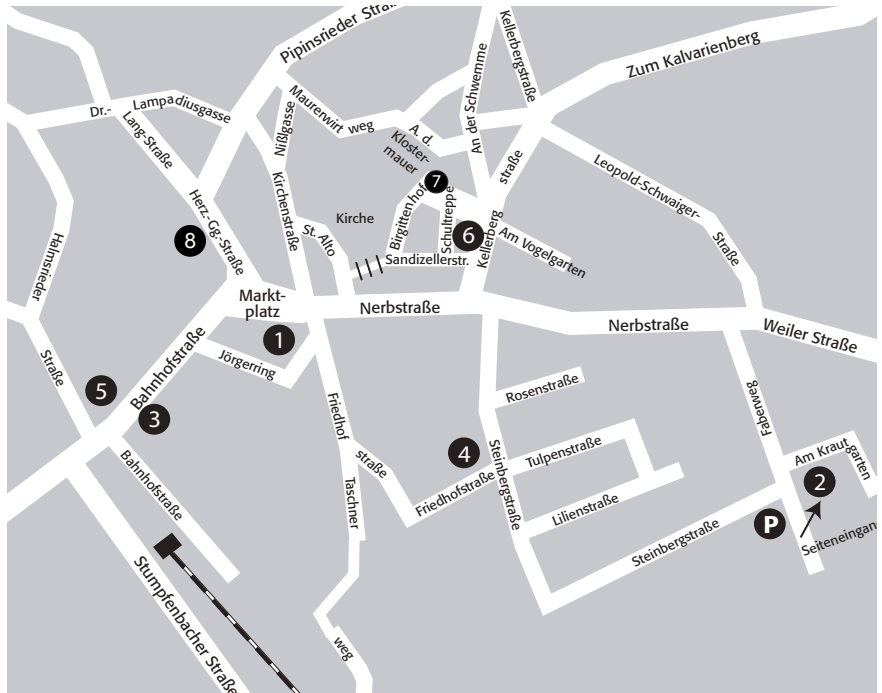 Pipinsrieder Straß
Kellerbergstraße
Zum Kalvarienberg
Dr.- Lampadiusgasse
Lang-Straße
Maurerwirt weg
Nißlgasse
A. d.
Kloster-
mauer
An der Schwemme
straße
Leopold-Schwaiger-
Straße
7
Halmsrieder
Straße
Herz.-Gg.-Straße
8
Kirchenstraße
St. Alto
Kirche
Birgittenhof
Schultreppe
6
Kellerberg
Am Vogelgarten
Sandizellerstr.
Markt-
platz
Nerbstraße
Nerbstraße
Weiler Straße
1
Jörgerring
Bahnhofstraße
5
3
Bahnhofstraße
Friedhof
straße
Taschner
weg
Rosenstraße
4
Tulpenstraße
Friedhofstraße
Steinbergstraße
Lilienstraße
Steinbergstraße
Faberweg
Am Kraut
garten
2
P
Seiteneingang
Stumpfenbacher Straße